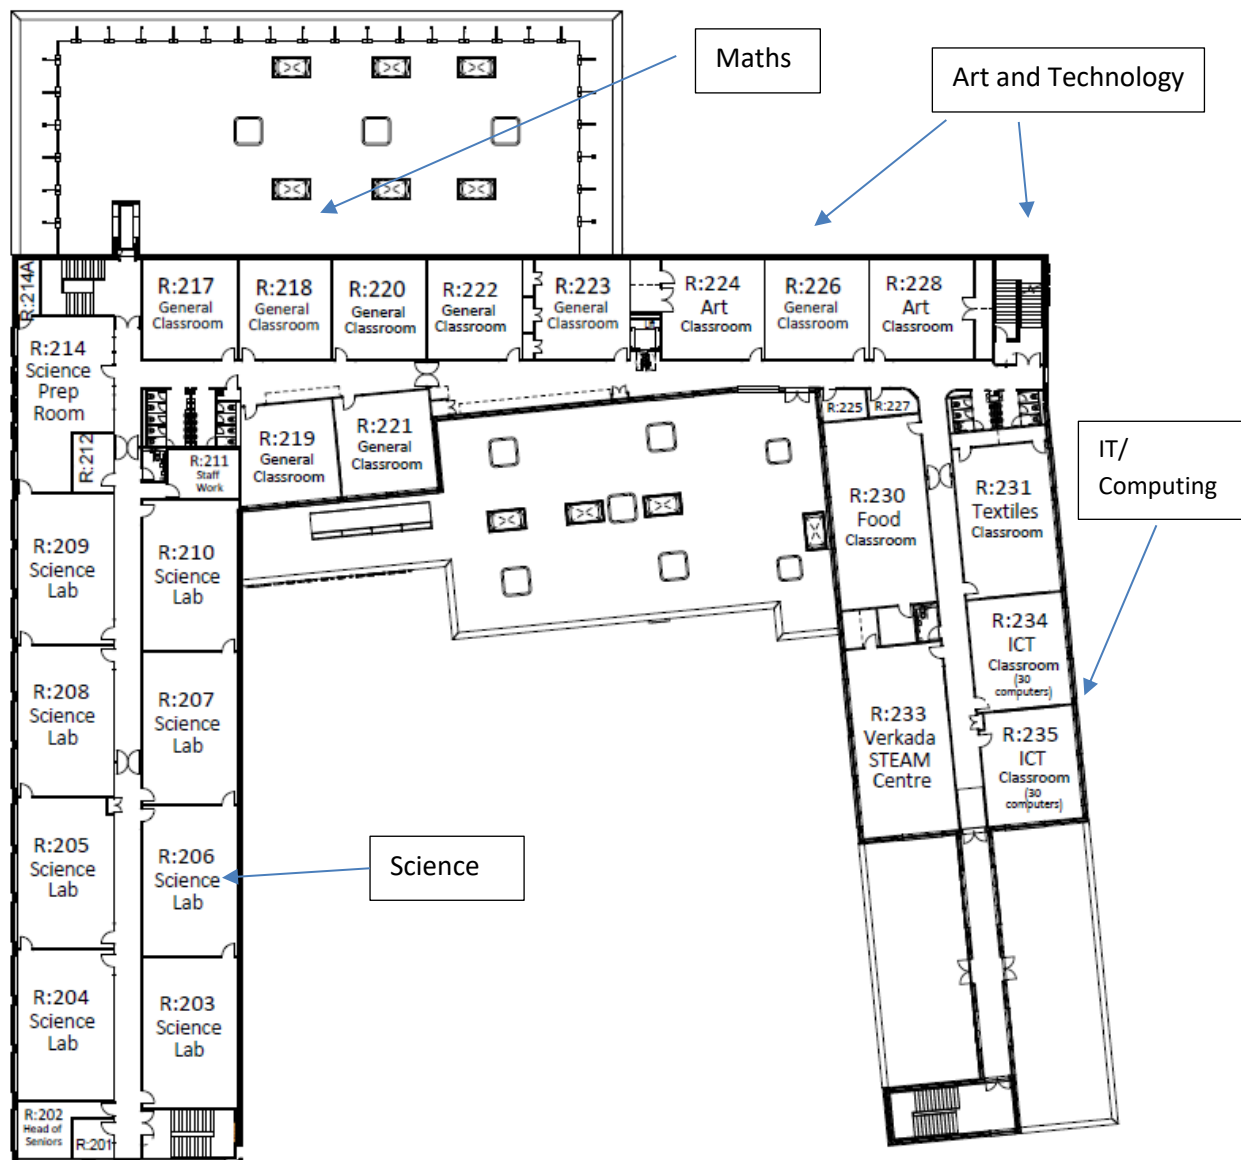 Maths
Art and Technology
R:214A
R:217
General
Classroom
R:218
General
Classroom
R:220
General
Classroom
R:222
General
Classroom
R:223
General
Classroom
R:224
Art
Classroom
R:226
General
Classroom
R:228
Art
Classroom
R:214
Science
Prep
Room
R:212
R:211
Staff
Work
R:219
General
Classroom
R:221
General
Classroom
R:225
R:227
IT/
Computing
R:230
Food
Classroom
R:231
Textiles
Classroom
R:209
Science
Lab
R:210
Science
Lab
R:234
ICT
Classroom
(30
computers)
R:208
Science
Lab
R:207
Science
Lab
R:233
Verkada
STEAM
Centre
R:235
ICT
Classroom
(30
computers)
R:205
Science
Lab
R:206
Science
Lab
Science
R:204
Science
Lab
R:203
Science
Lab
R:202
Head of
Seniors
R:201